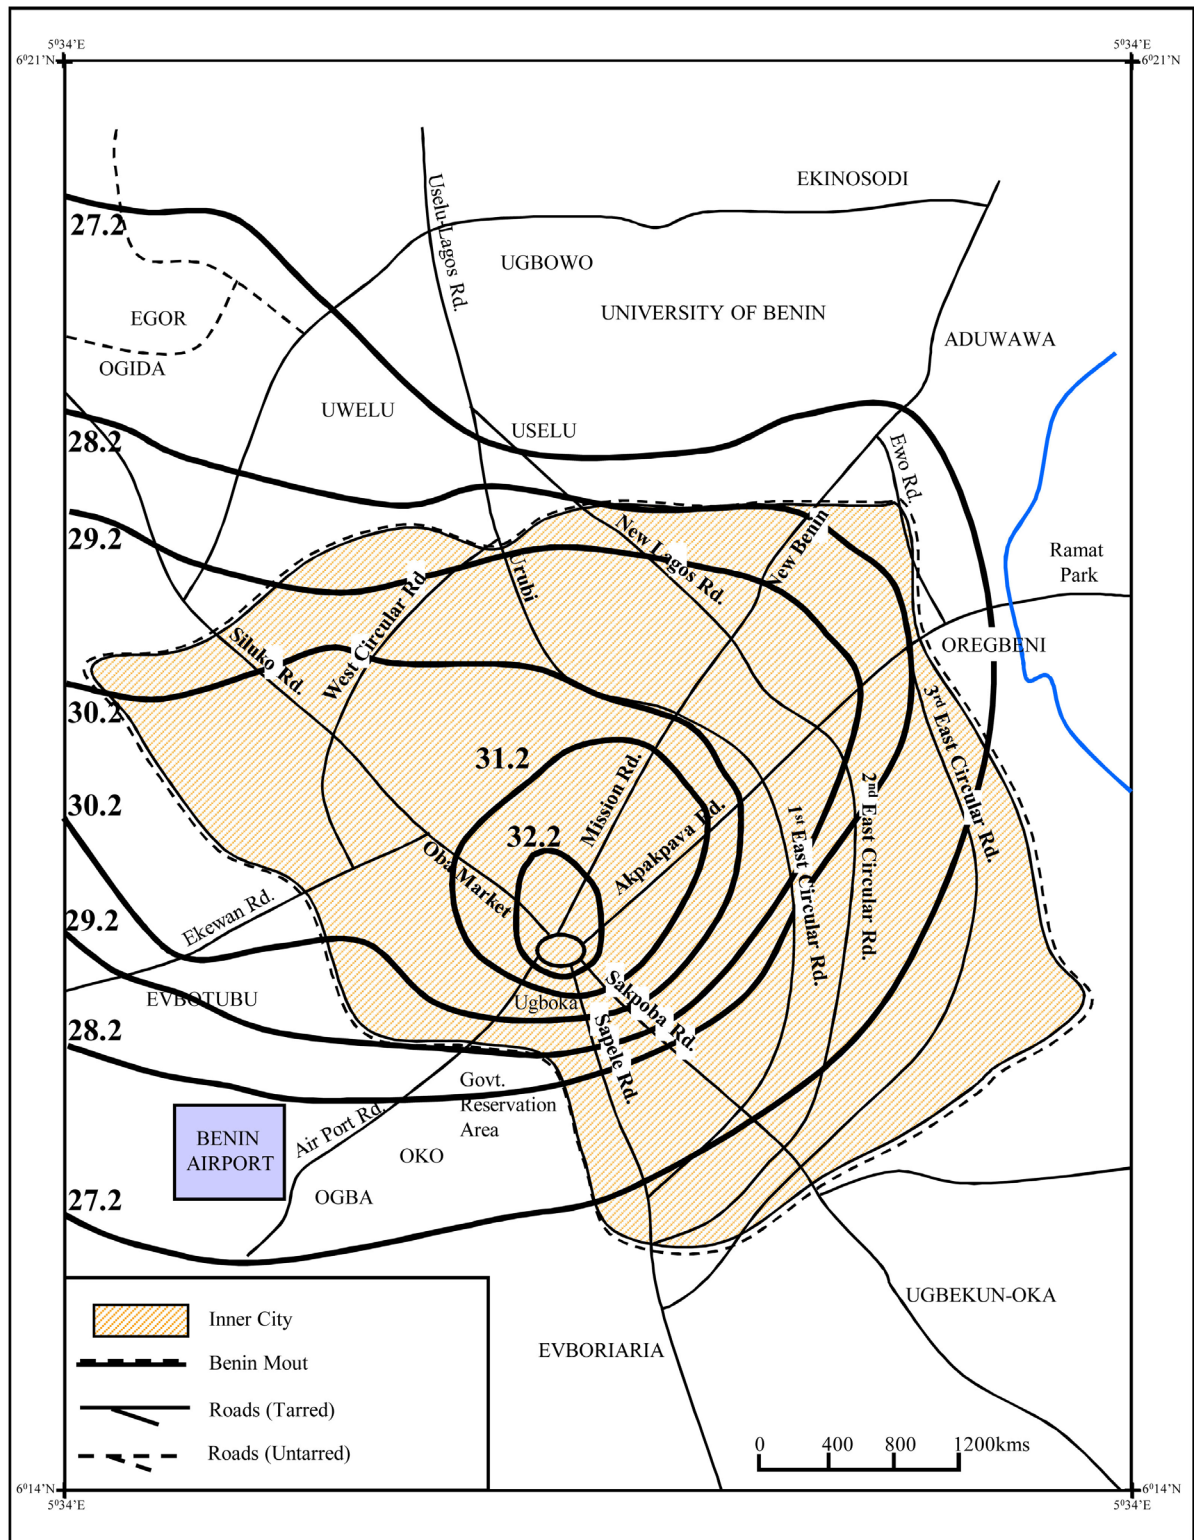 5⁰34’E
5⁰34’E
6⁰21’N
6⁰21’N
EKINOSODI
Uselu-Lagos Rd.
27.2
UGBOWO
UNIVERSITY OF BENIN
EGOR
ADUWAWA
OGIDA
UWELU
USELU
28.2
Ewo Rd.
29.2
New Lagos Rd.
New Benin
Ramat
Park
Urubi
West Circular Rd
Siluko Rd.
OREGBENI
30.2
3rd East Circular Rd.
31.2
Mission Rd.
30.2
2nd East Circular Rd.
1st East Circular Rd.
32.2
Akpakpava Rd.
Oba Market
Ekewan Rd.
29.2
EVBOTUBU
Ugboka
Sakpoba Rd.
Sapele Rd.
28.2
Govt.
Reservation
Area
Air Port Rd.
BENIN
AIRPORT
OKO
OGBA
27.2
UGBEKUN-OKA
EVBORIARIA
Inner City
Benin Mout
Roads (Tarred)
Roads (Untarred)
0 400 800 1200kms
6⁰14’N
6⁰14’N
5⁰34’E
5⁰34’E